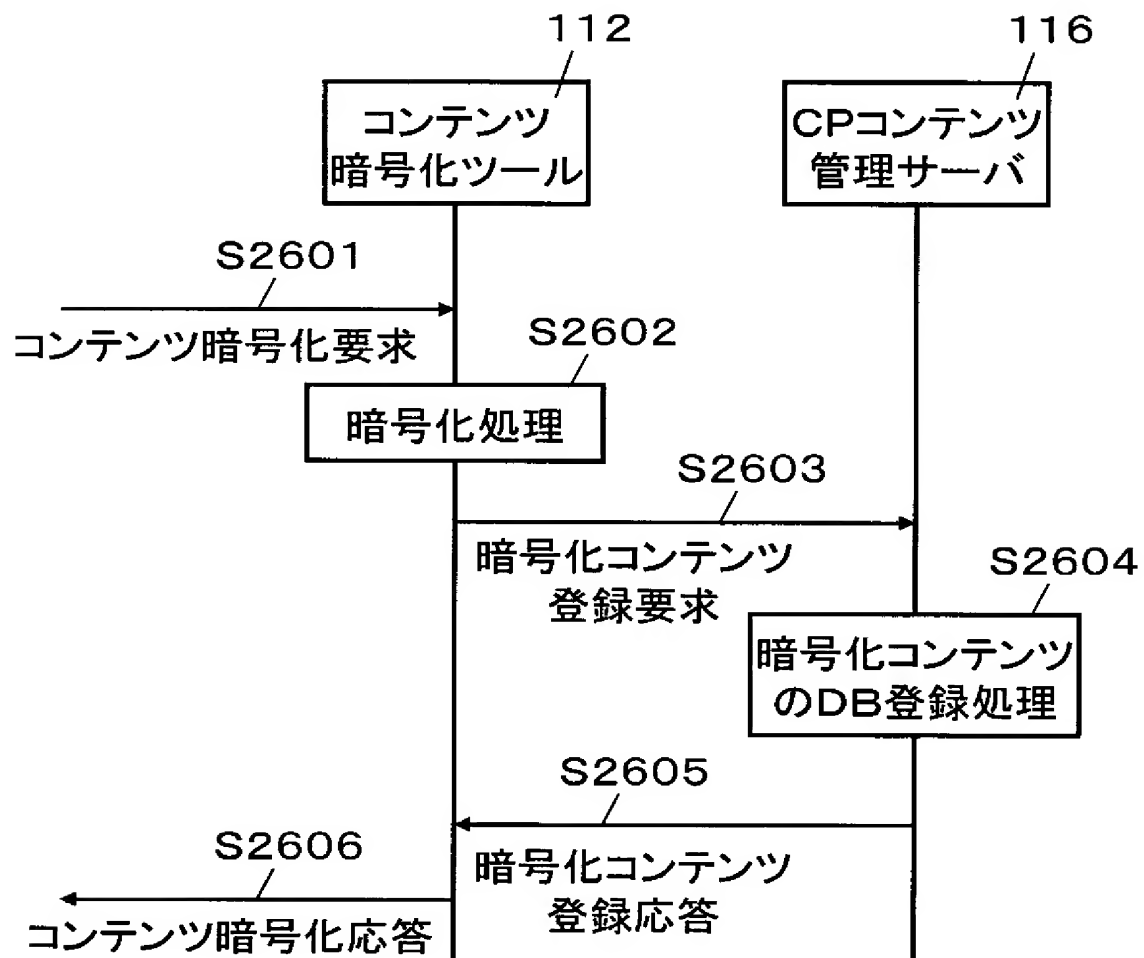 112
116
コンテンツ
暗号化ツール
CPコンテンツ
管理サーバ
S2601
コンテンツ暗号化要求
S2602
暗号化処理
S2603
暗号化コンテンツ
登録要求
S2604
暗号化コンテンツ
のDB登録処理
S2605
暗号化コンテンツ
登録応答
S2606
コンテンツ暗号化応答